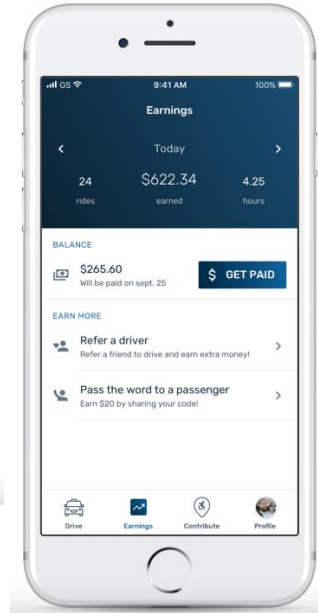 GS 9:41 AM 100%
Earnings
Today
24 $622.34 4.25
rides earned hours
BALANCE
$265.60
Will be paid on sept. 25
$ GET PAID
EARN MORE
Refer a driver
Refer a friend to drive and earn extra money!
Pass the word to a passenger
Earn $20 by sharing your code!
Drive Earnings Contribute Profile